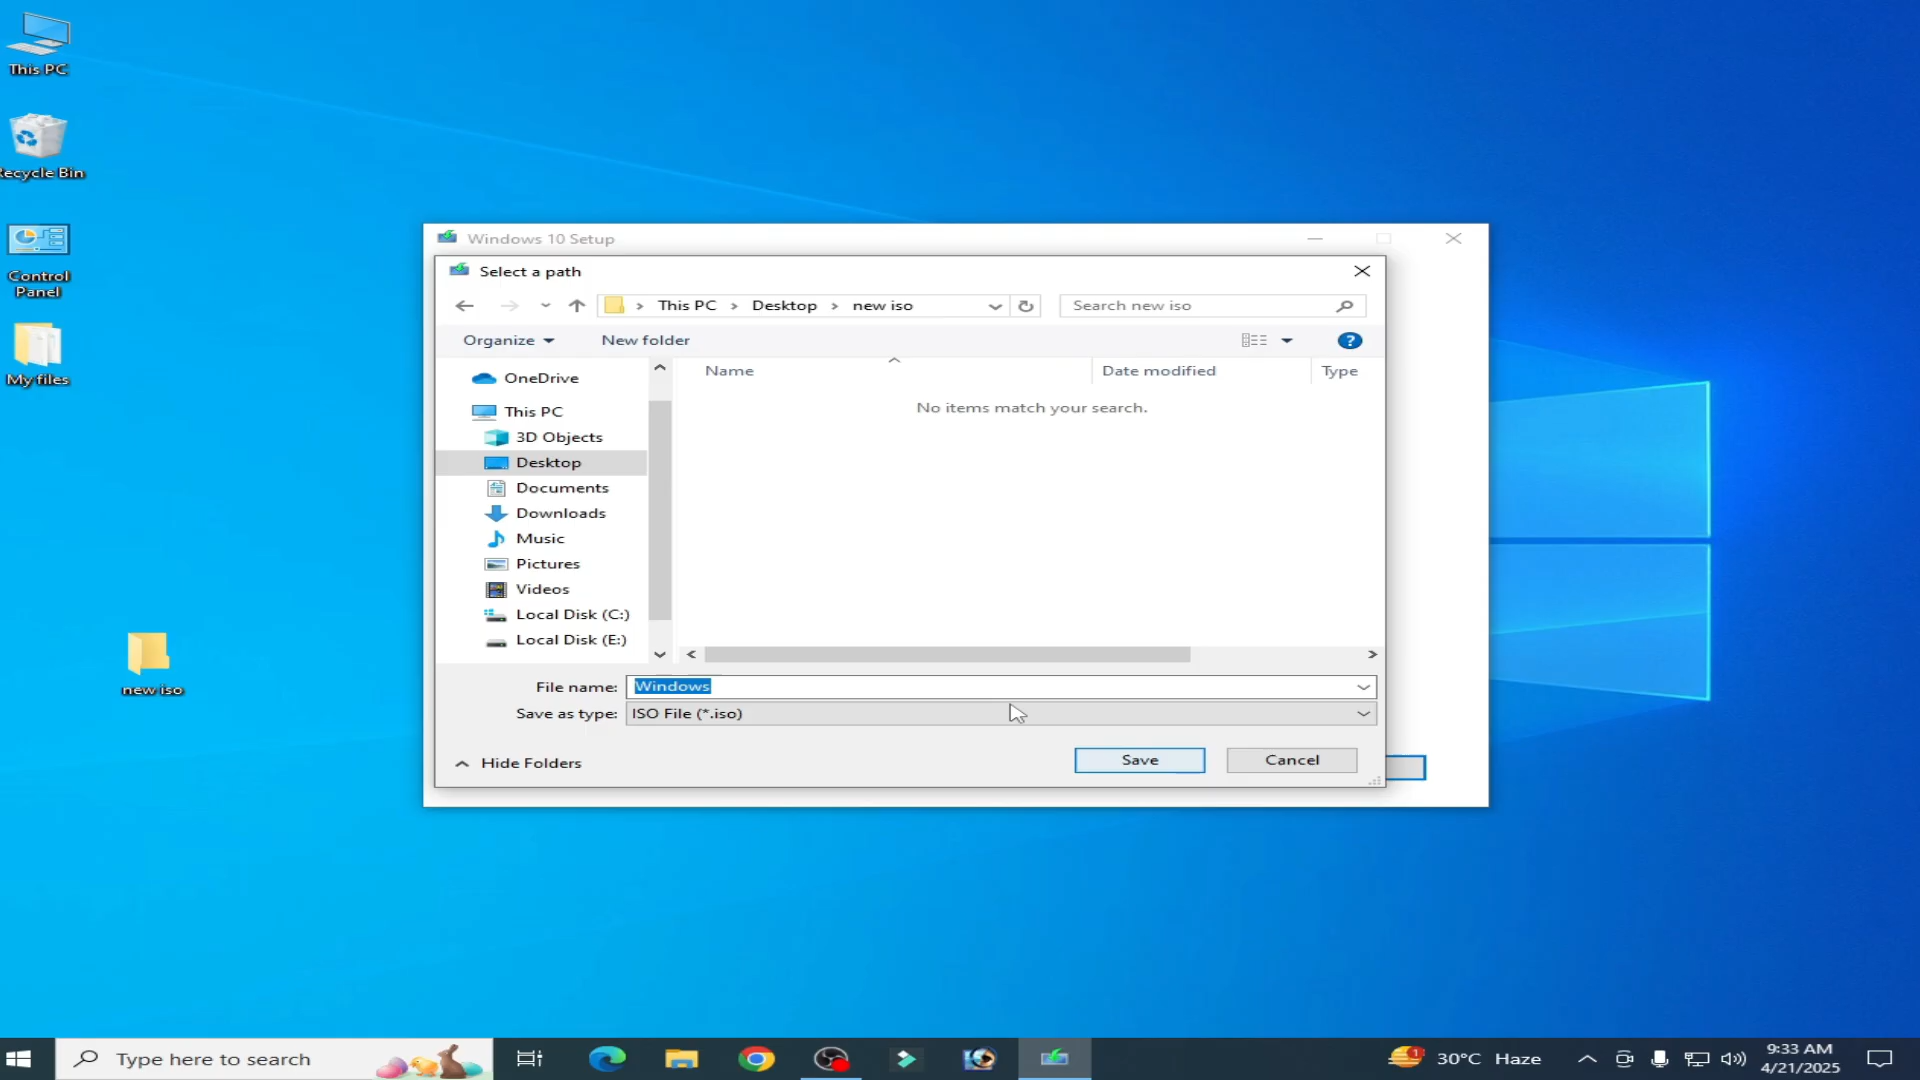 This PC
Recycle Bin
Control
Panel
My files
new iso
Windows 10 Setup
Select a path
This PC > Desktop > new iso
Search new iso
Organize
New folder
?
Name
Date modified
Type
No items match your search.
OneDrive
This PC
3D Objects
Desktop
Documents
Downloads
Music
Pictures
Videos
Local Disk (C:)
Local Disk (E:)
File name: Windows
Save as type: ISO File (*.iso)
Hide Folders
Save
Cancel
Type here to search
1
30°C Haze
9:33 AM
4/21/2025